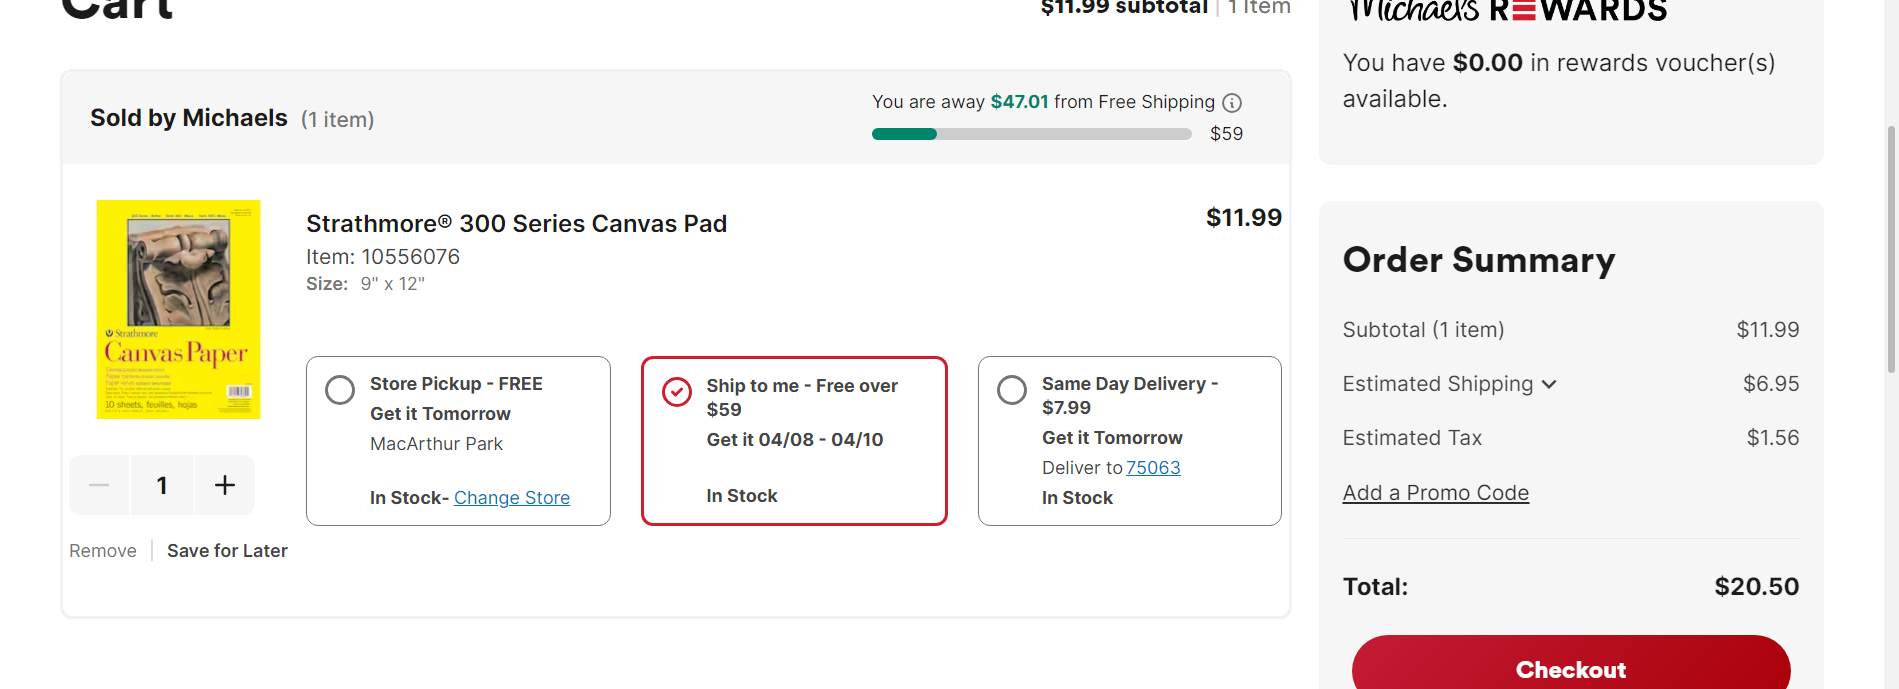 Cart
$11.99 subtotal | 1 Item
Sold by Michaels (1 item)
You are away $47.01 from Free Shipping
$59
Strathmore
Canvas Paper
10 sheets, feuilles, hojas
Strathmore® 300 Series Canvas Pad
$11.99
Item: 10556076
Size: 9" x 12"
Store Pickup - FREE
Get it Tomorrow
MacArthur Park
In Stock- Change Store
Ship to me - Free over
$59
Get it 04/08 - 04/10
In Stock
Same Day Delivery -
$7.99
Get it Tomorrow
Deliver to 75063
In Stock
1
Remove | Save for Later
Michaels REWARDS
You have $0.00 in rewards voucher(s)
available.
Order Summary
Subtotal (1 item) $11.99
Estimated Shipping $6.95
Estimated Tax $1.56
Add a Promo Code
Total: $20.50
Checkout